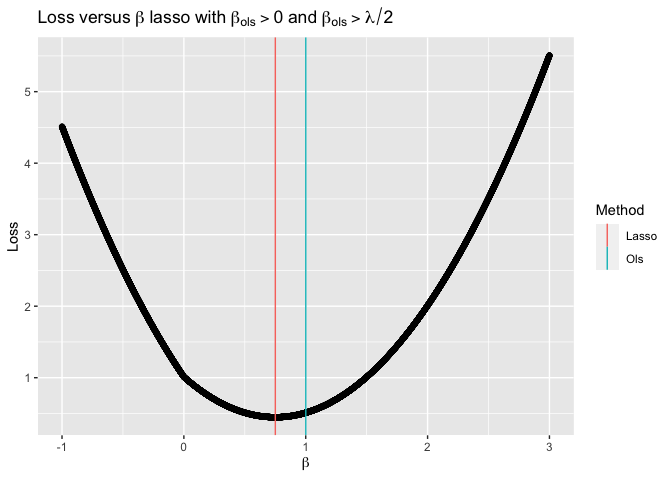 Loss versus β lasso with βols > 0 and βols > λ/2
5
4
3
2
1
Loss
-1
0
1
2
3
β
Method
Lasso
Ols